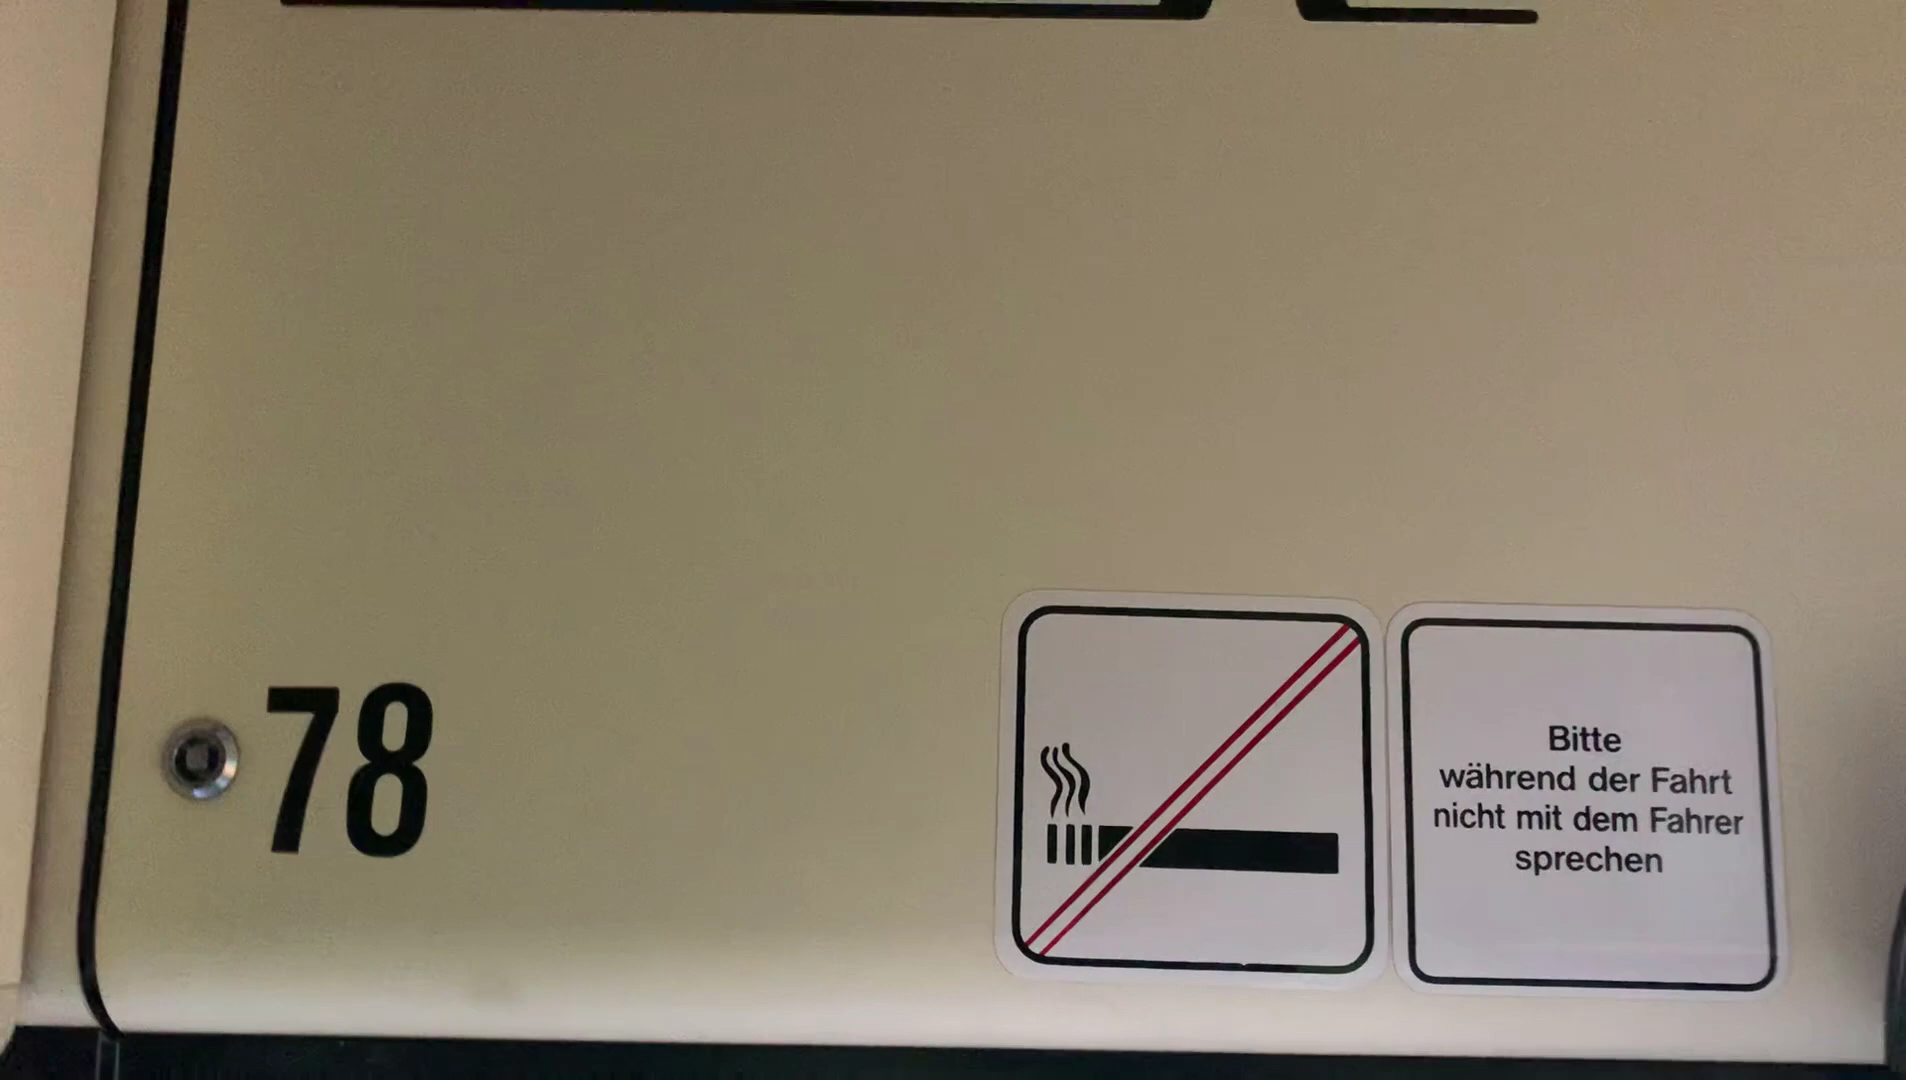 78
Bitte
während der Fahrt
nicht mit dem Fahrer
sprechen